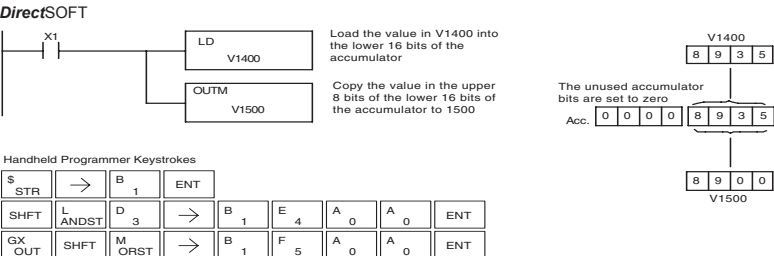 DirectSOFT
X1
LD
V1400
Load the value in V1400 into
the lower 16 bits of the
accumulator
OUTM
V1500
Copy the value in the upper
8 bits of the lower 16 bits of
the accumulator to 1500
V1400
8 9 3 5
The unused accumulator
bits are set to zero
Acc. 0 0 0 0 8 9 3 5
8 9 0 0
V1500
Handheld Programmer Keystrokes
$ STR → B 1 ENT
SHFT L ANDST D 3 → B 1 E 4 A 0 A 0 ENT
GX OUT SHFT M ORST → B 1 F 5 A 0 A 0 ENT